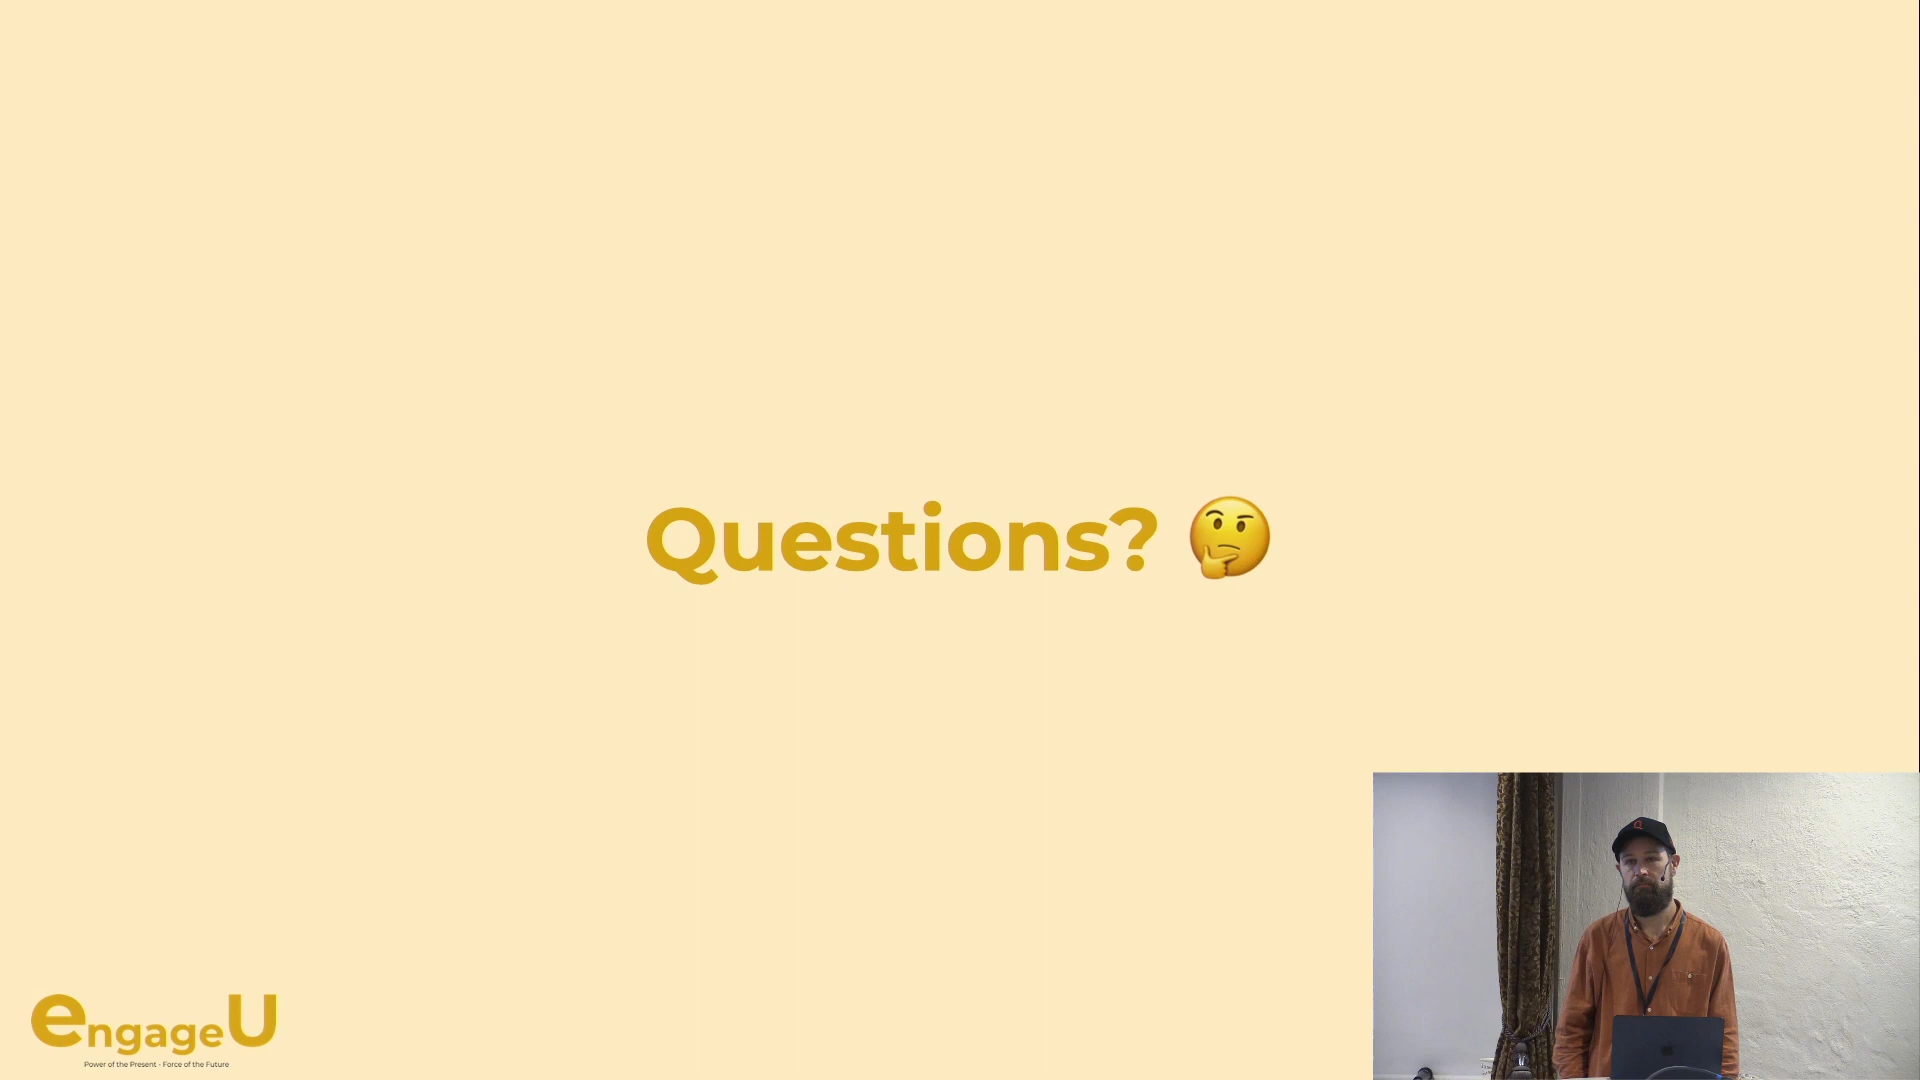 Questions? 🤔
engageU
Power of the Present - Force of the Future